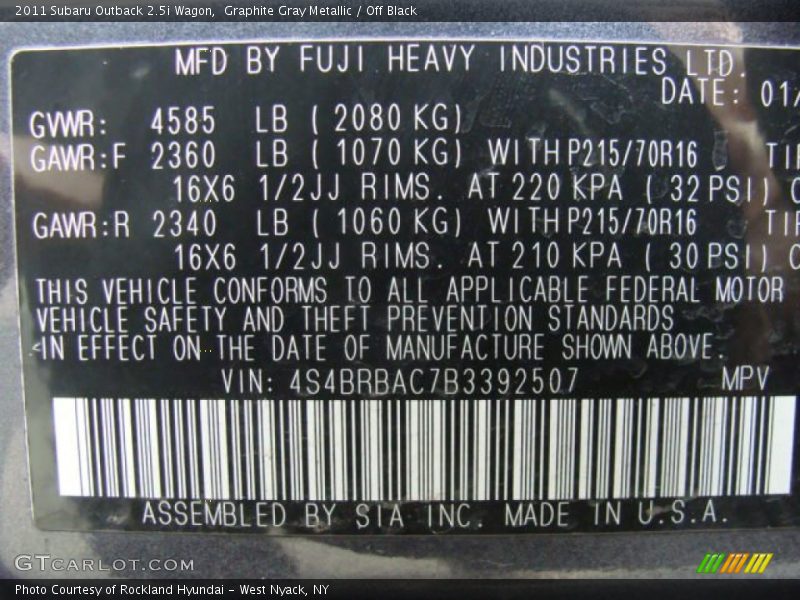 2011 Subaru Outback 2.5i Wagon,  Graphite Gray Metallic / Off Black
MFD BY FUJI HEAVY INDUSTRIES LTD.
DATE: 01/
GVWR: 4585 LB ( 2080 KG)
GAWR:F 2360 LB ( 1070 KG) WITH P215/70R16 TIR
16X6 1/2JJ RIMS. AT 220 KPA ( 32 PSI) C
GAWR:R 2340 LB ( 1060 KG) WITH P215/70R16 TIR
16X6 1/2JJ RIMS. AT 210 KPA ( 30 PSI) C
THIS VEHICLE CONFORMS TO ALL APPLICABLE FEDERAL MOTOR
VEHICLE SAFETY AND THEFT PREVENTION STANDARDS
IN EFFECT ON THE DATE OF MANUFACTURE SHOWN ABOVE.
VIN: 4S4BRBAC7B3392507 MPV
ASSEMBLED BY SIA INC. MADE IN U.S.A.
GTCARLOT.COM
Photo Courtesy of Rockland Hyundai - West Nyack, NY